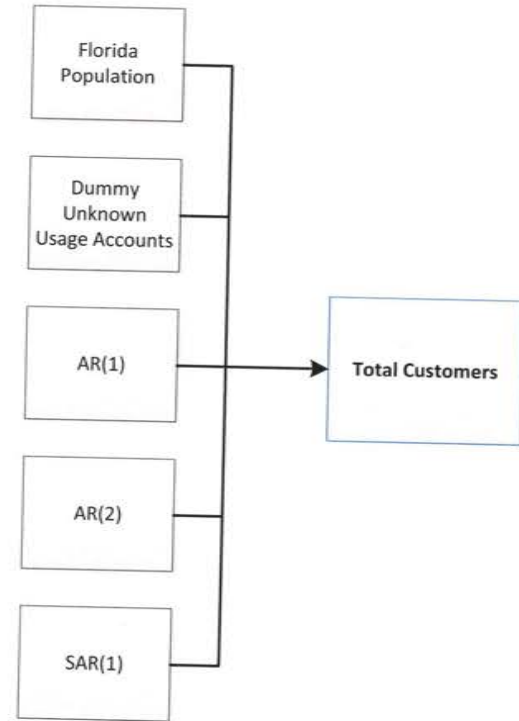 Florida
Population
Dummy
Unknown
Usage Accounts
AR(1)
Total Customers
AR(2)
SAR(1)